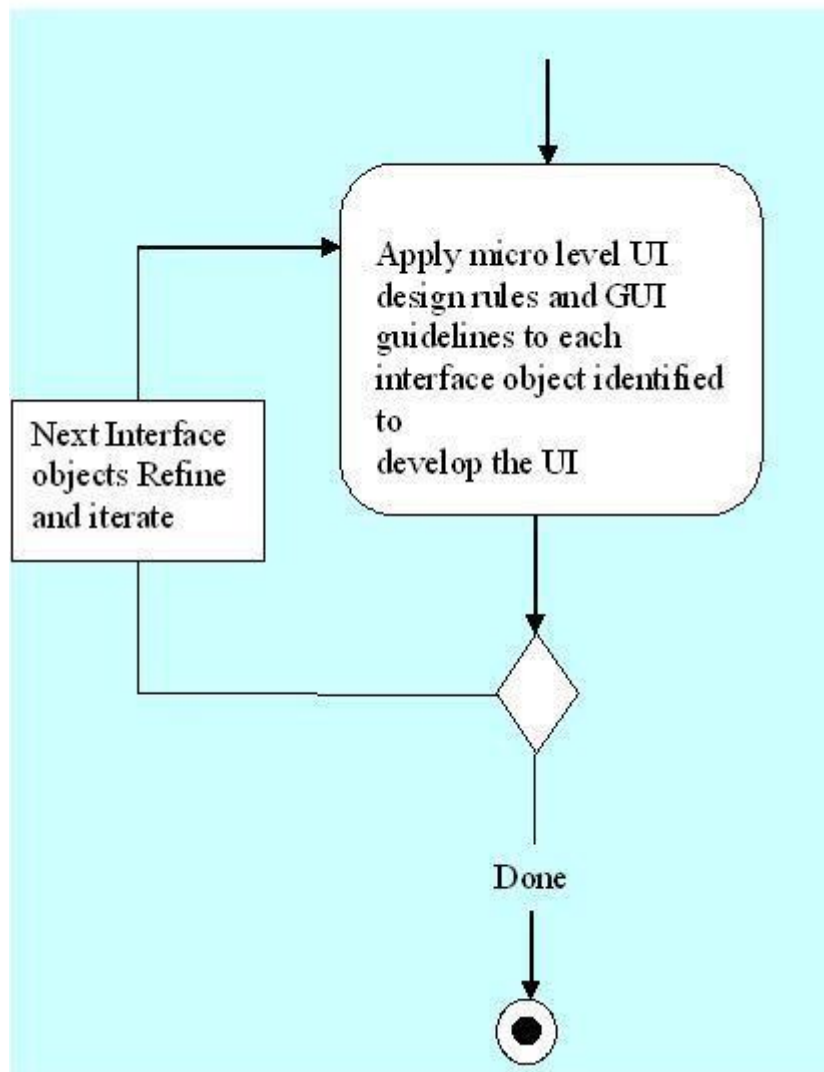 Apply micro level UI
design rules and GUI
guidelines to each
interface object identified
to
develop the UI
Next Interface
objects Refine
and iterate
Done